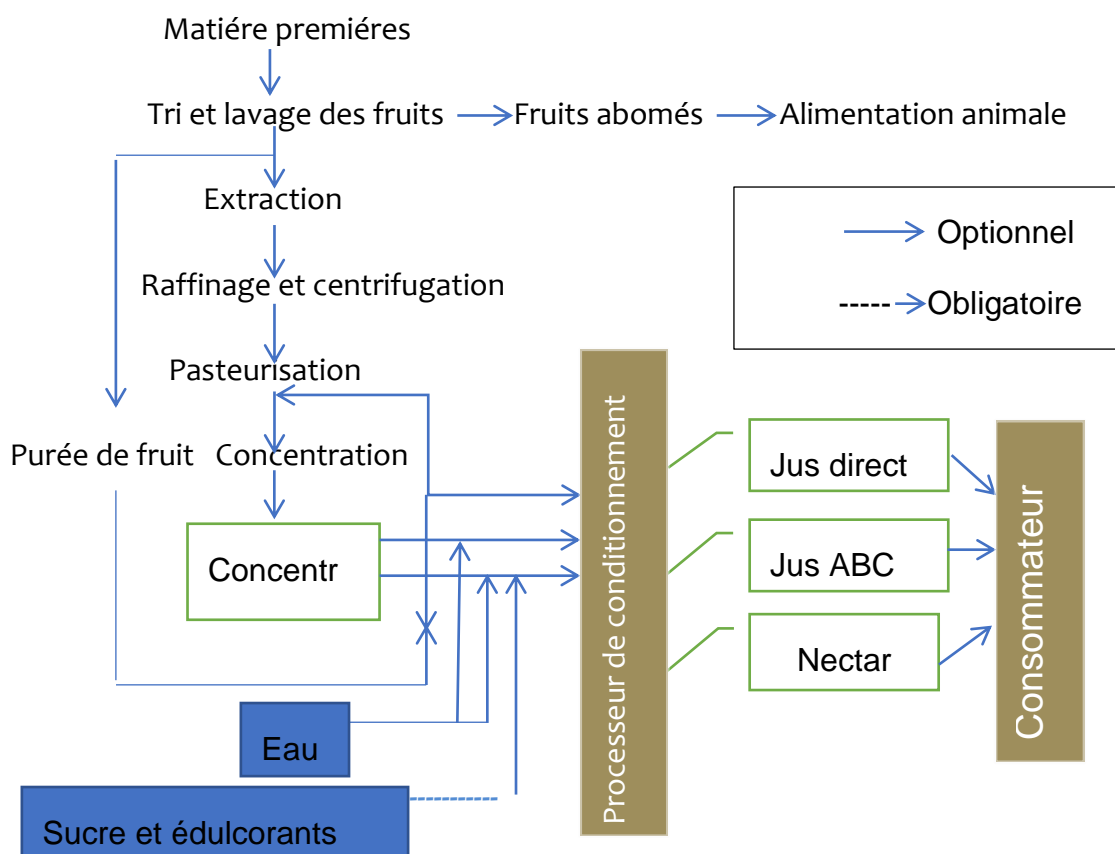 Matiére premiéres
Tri et lavage des fruits
Fruits abomés
Alimentation animale
Extraction
Optionnel
Raffinage et centrifugation
Obligatoire
Pasteurisation
Purée de fruit
Concentration
Concentr
Processeur de conditionnement
Jus direct
Jus ABC
Nectar
Consommateur
Eau
Sucre et édulcorants